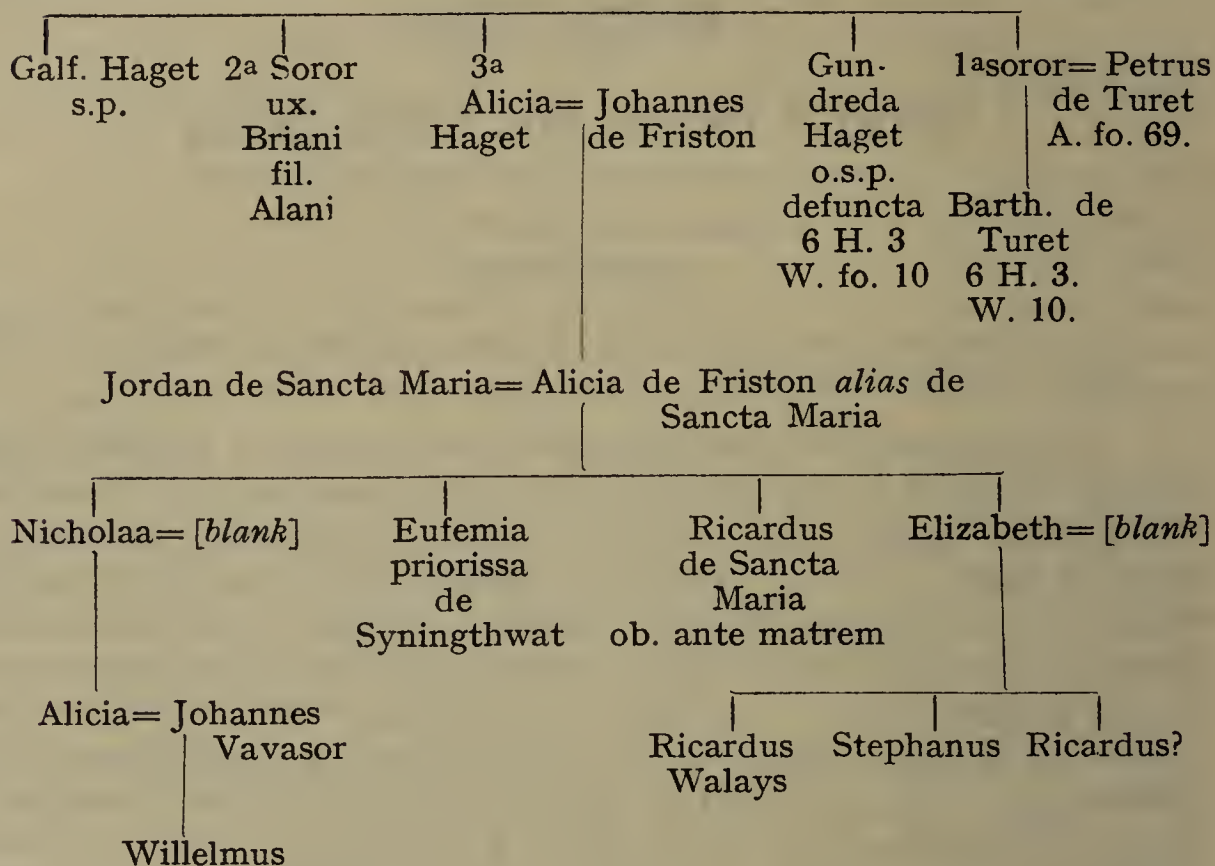 Galf. Haget 2a Soror 3a Gun- 1a soror= Petrus
s.p. ux. Alicia= Johannes dreda de Turet
Briani Haget de Friston Haget A. fo. 69.
fil. o.s.p.
Alani defuncta Barth. de
6 H. 3 Turet
W. fo. 10 6 H. 3.
W. 10.
Jordan de Sancta Maria= Alicia de Friston alias de
Sancta Maria
Nicholaa= [blank] Eufemia Ricardus Elizabeth= [blank]
priorissa de Sancta
de Maria
Syningthwat ob. ante matrem
Alicia= Johannes
Vavasor Ricardus Stephanus Ricardus?
Walays
Willelmus